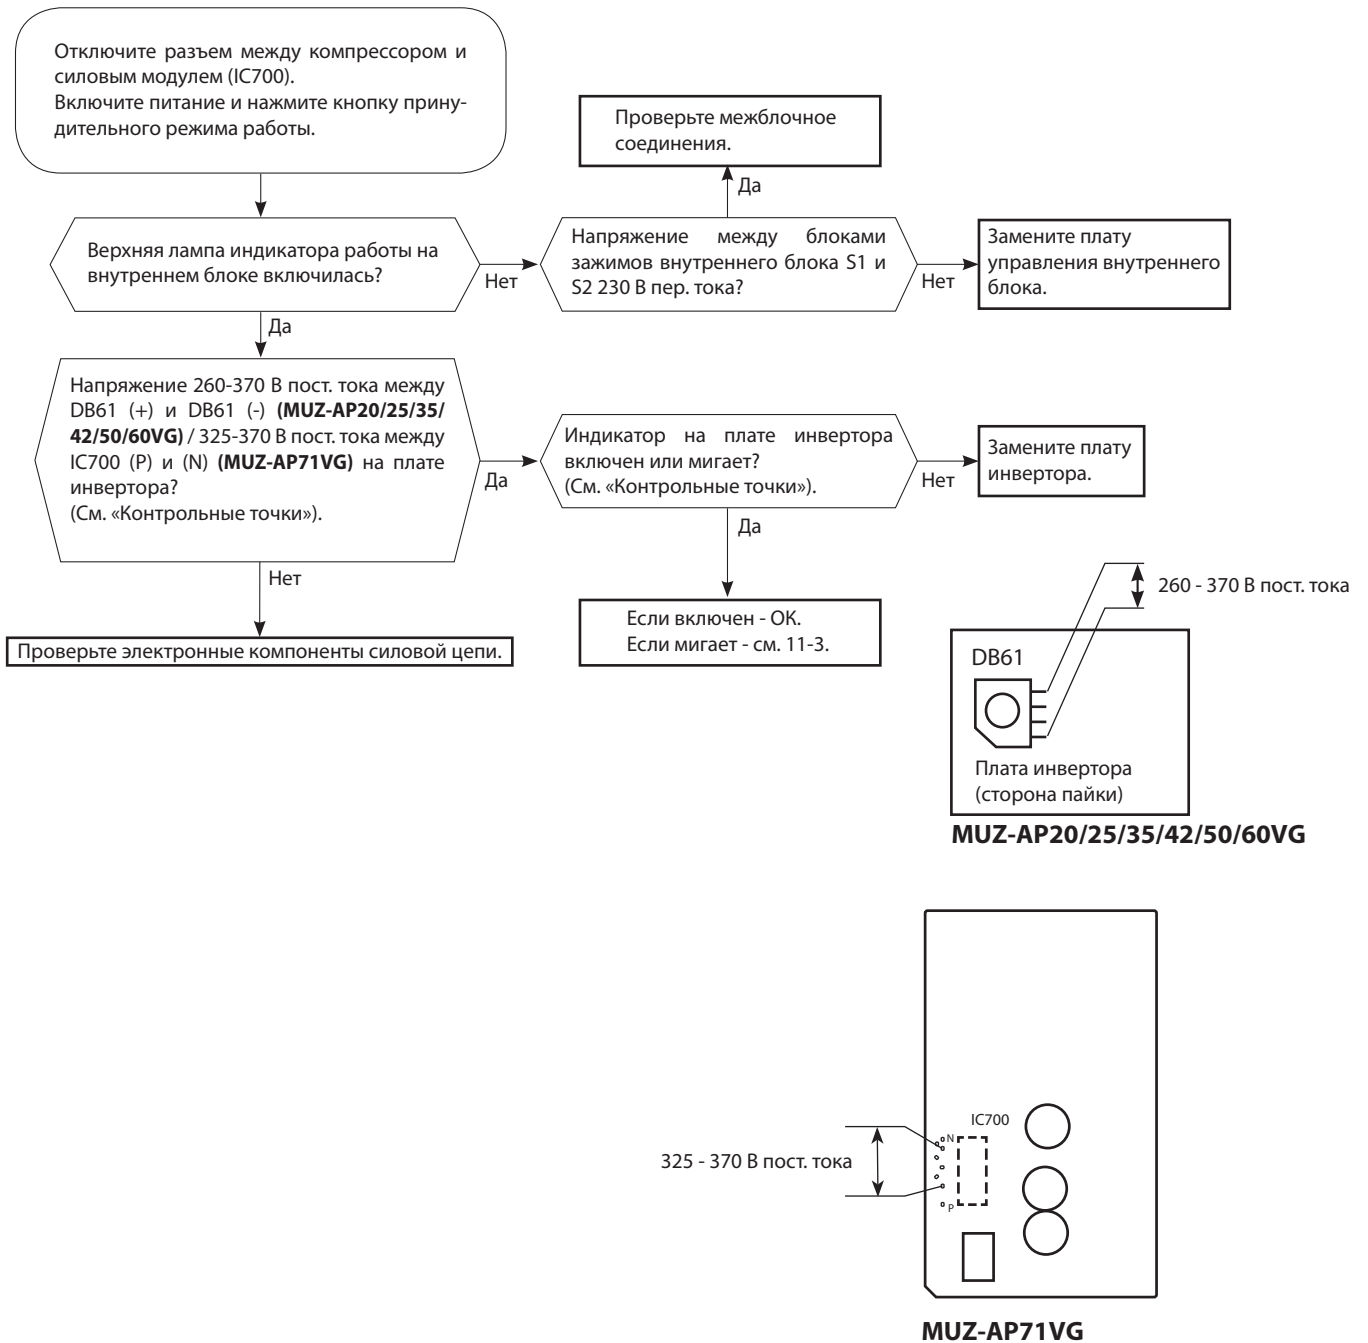 Отключите разъем между компрессором и
силовым модулем (IC700).
Включите питание и нажмите кнопку прину-
дительного режима работы.
Проверьте межблочное
соединения.
Да
Верхняя лампа индикатора работы на
внутреннем блоке включилась?
Нет
Напряжение между блоками
зажимов внутреннего блока S1 и
S2 230 В пер. тока?
Нет
Замените плату
управления внутреннего
блока.
Да
Напряжение 260-370 В пост. тока между
DB61 (+) и DB61 (-) (MUZ-AP20/25/35/
42/50/60VG) / 325-370 В пост. тока между
IC700 (P) и (N) (MUZ-AP71VG) на плате
инвертора?
(См. «Контрольные точки»).
Да
Индикатор на плате инвертора
включен или мигает?
(См. «Контрольные точки»).
Нет
Замените плату
инвертора.
Да
Нет
Если включен - OK.
Если мигает - см. 11-3.
Проверьте электронные компоненты силовой цепи.
260 - 370 В пост. тока
DB61
Плата инвертора
(сторона пайки)
MUZ-AP20/25/35/42/50/60VG
IC700
N
325 - 370 В пост. тока
P
MUZ-AP71VG